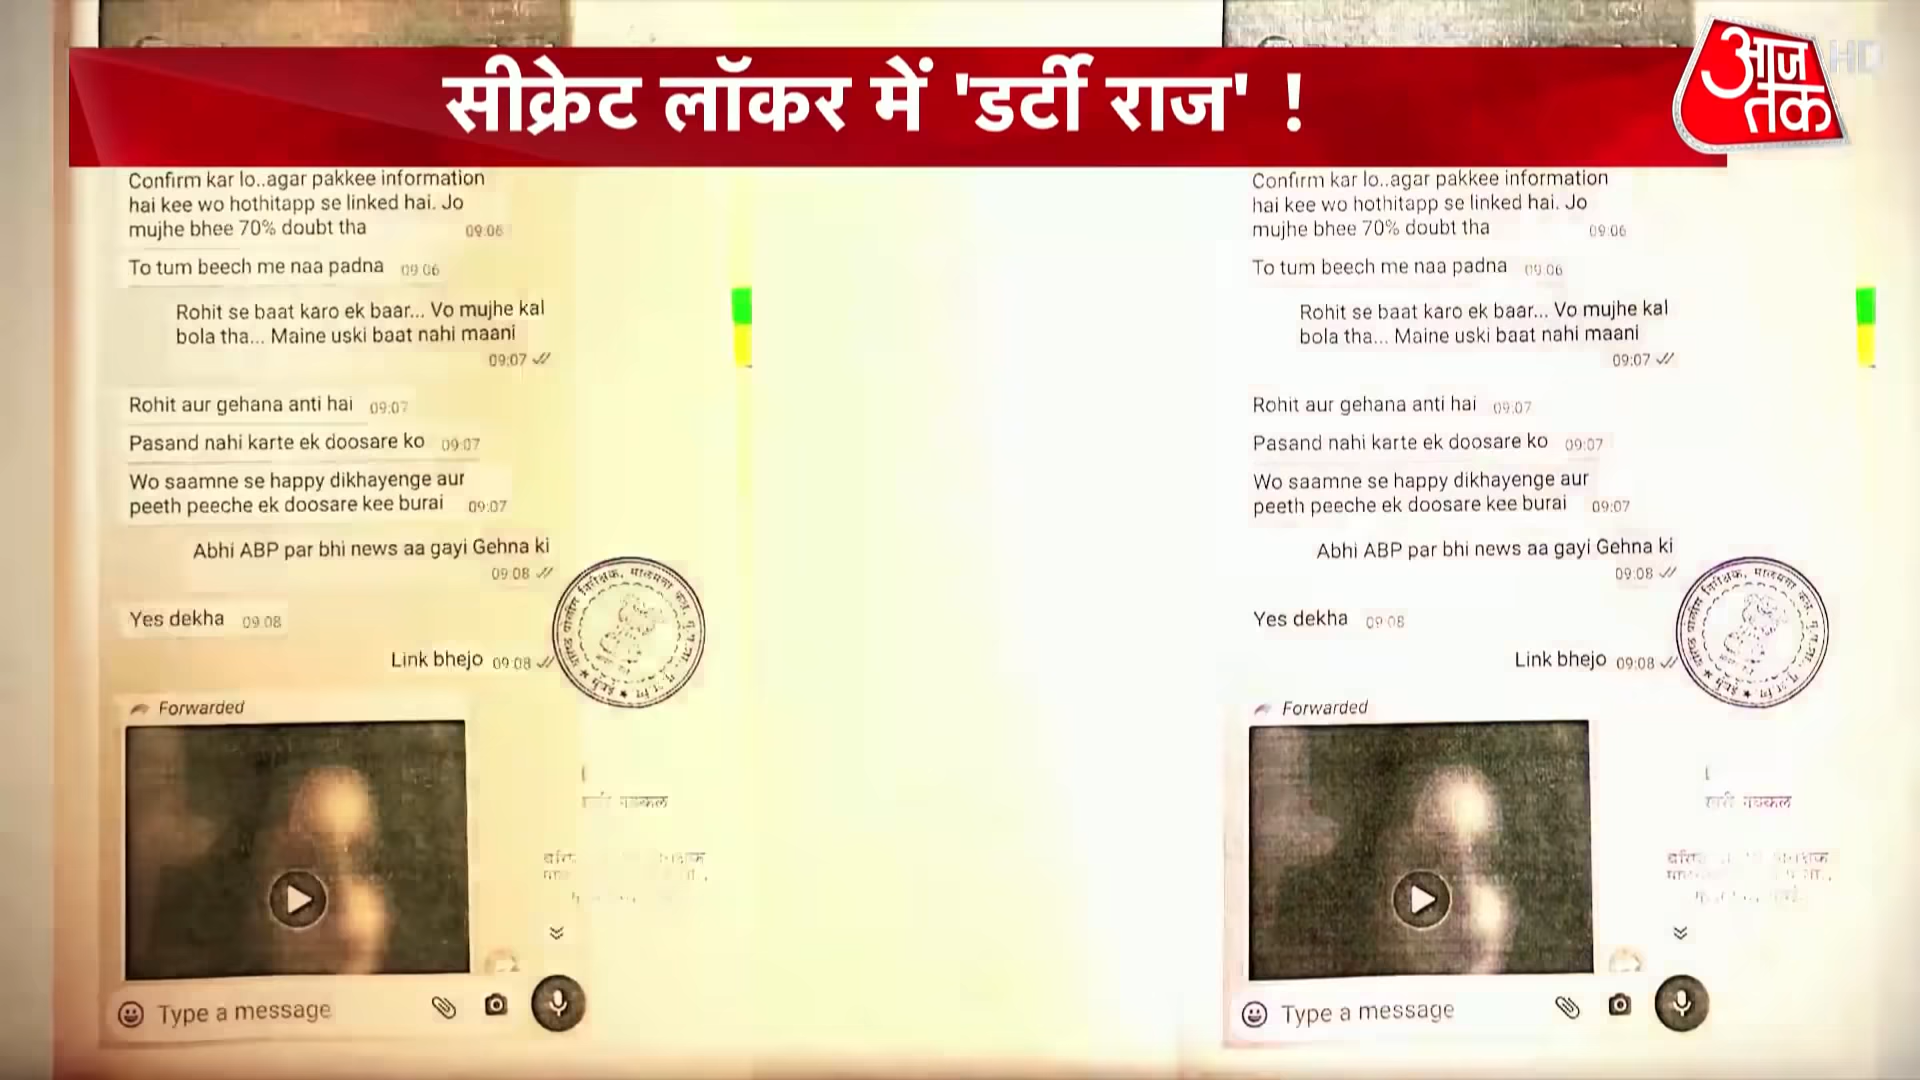 सीक्रेट लॉकर में 'डर्टी राज' !
आज
तक
HD
Confirm kar lo..agar pakkee information
hai kee wo hothitapp se linked hai. Jo
mujhe bhee 70% doubt tha 09:06
To tum beech me naa padna 09:06
Rohit se baat karo ek baar... Vo mujhe kal
bola tha... Maine uski baat nahi maani
09:07
Rohit aur gehana anti hai 09:07
Pasand nahi karte ek doosare ko 09:07
Wo saamne se happy dikhayenge aur
peeth peeche ek doosare kee burai 09:07
Abhi ABP par bhi news aa gayi Gehna ki
09:08
Yes dekha 09:08
Link bhejo 09:08
Forwarded
Type a message
Confirm kar lo..agar pakkee information
hai kee wo hothitapp se linked hai. Jo
mujhe bhee 70% doubt tha 09:06
To tum beech me naa padna 09:06
Rohit se baat karo ek baar... Vo mujhe kal
bola tha... Maine uski baat nahi maani
09:07
Rohit aur gehana anti hai 09:07
Pasand nahi karte ek doosare ko 09:07
Wo saamne se happy dikhayenge aur
peeth peeche ek doosare kee burai 09:07
Abhi ABP par bhi news aa gayi Gehna ki
09:08
Yes dekha 09:08
Link bhejo 09:08
Forwarded
Type a message